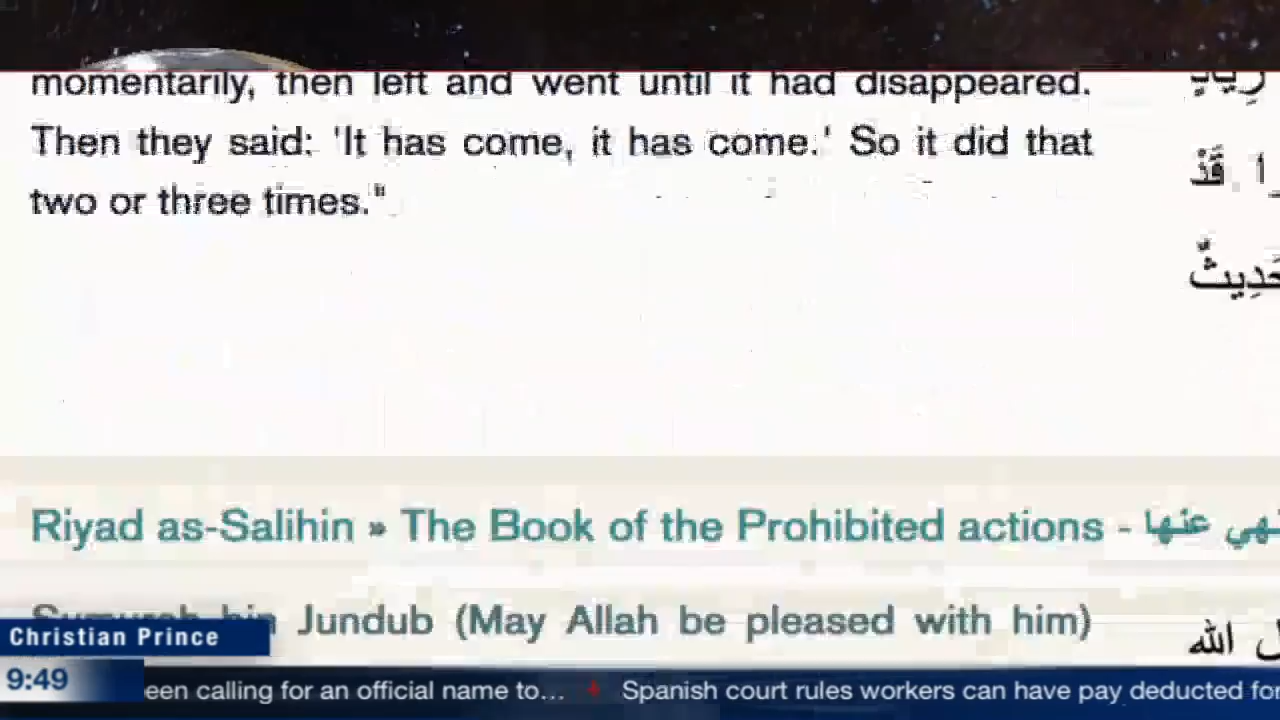 momentarily, then left and went until it had disappeared.
Then they said: 'It has come, it has come.' So it did that
قَدْ
two or three times."
Riyad as-Salihin » The Book of the Prohibited actions -
عنها
Jundub (May Allah be pleased with him)
الله
Christian Prince
9:49
calling for an official name to... Spanish court rules workers can have pay deducted for